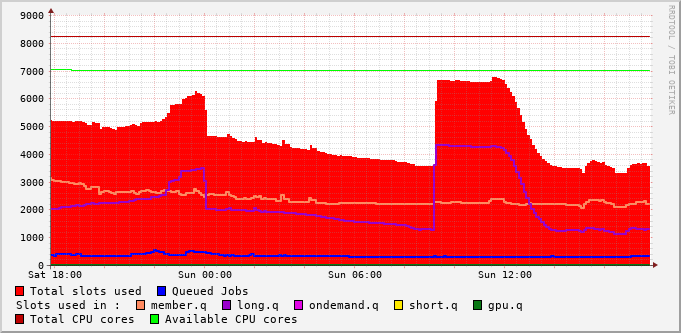 9000
8000
7000
6000
5000
4000
3000
2000
1000
0
Sat 18:00 Sun 00:00 Sun 06:00 Sun 12:00
RRDTOOL / TOBI OETIKER
Total slots used Queued Jobs
Slots used in : member.q long.q ondemand.q short.q gpu.q
Total CPU cores Available CPU cores